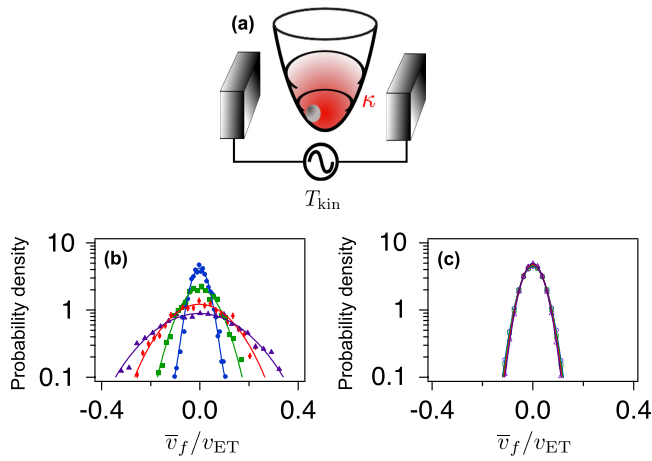 (a)
κ
T_kin
Probability density
10
1
0.1
(b)
-0.4
0.0
0.4
v̅_f/v_ET
Probability density
10
1
0.1
(c)
-0.4
0.0
0.4
v̅_f/v_ET